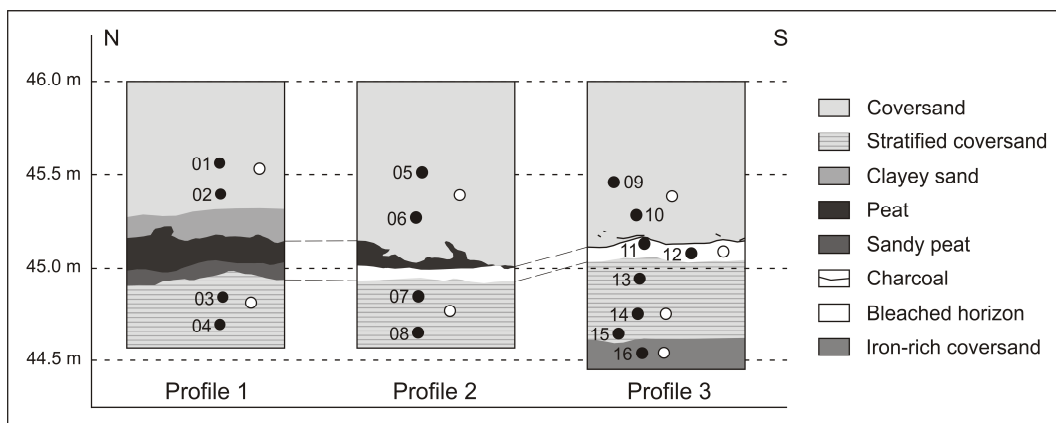 N
S
46.0 m
45.5 m
45.0 m
44.5 m
01
02
03
04
05
06
07
08
09
10
11
12
13
14
15
16
Profile 1
Profile 2
Profile 3
Coversand
Stratified coversand
Clayey sand
Peat
Sandy peat
Charcoal
Bleached horizon
Iron-rich coversand